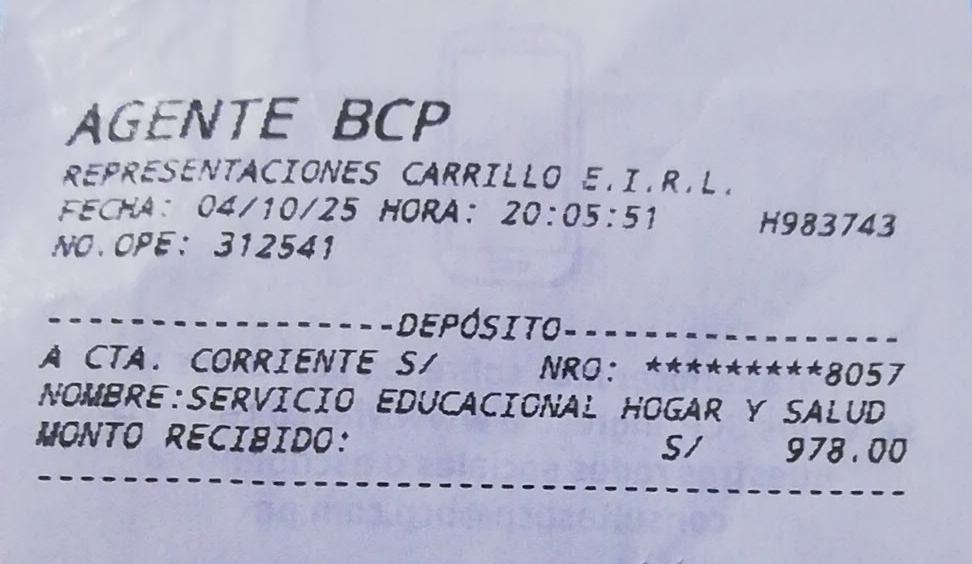 AGENTE BCP
REPRESENTACIONES CARRILLO E.I.R.L.
FECHA: 04/10/25 HORA: 20:05:51 H983743
NO.OPE: 312541
-----------------DEPÓSITO-----------------
A CTA. CORRIENTE S/ NRO: *********8057
NOMBRE:SERVICIO EDUCACIONAL HOGAR Y SALUD
MONTO RECIBIDO: S/ 978.00
------------------------------------------